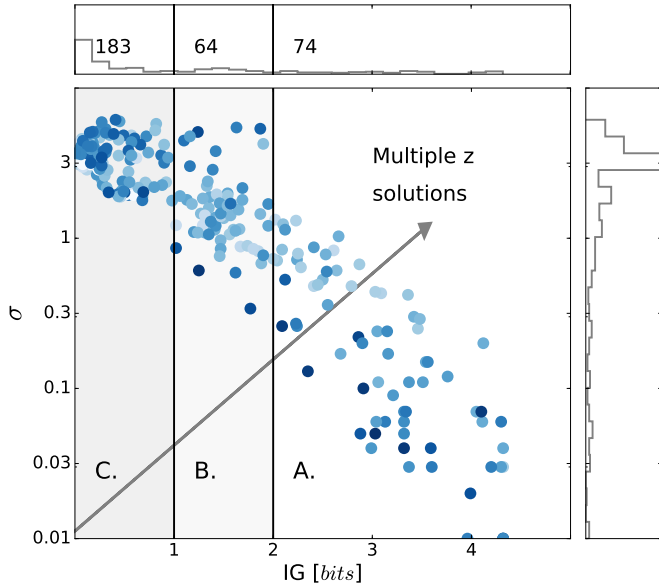 183
64
74
Multiple z
solutions
3
1
0.3
0.1
0.03
0.01
σ
C.
B.
A.
1
2
3
4
IG [bits]